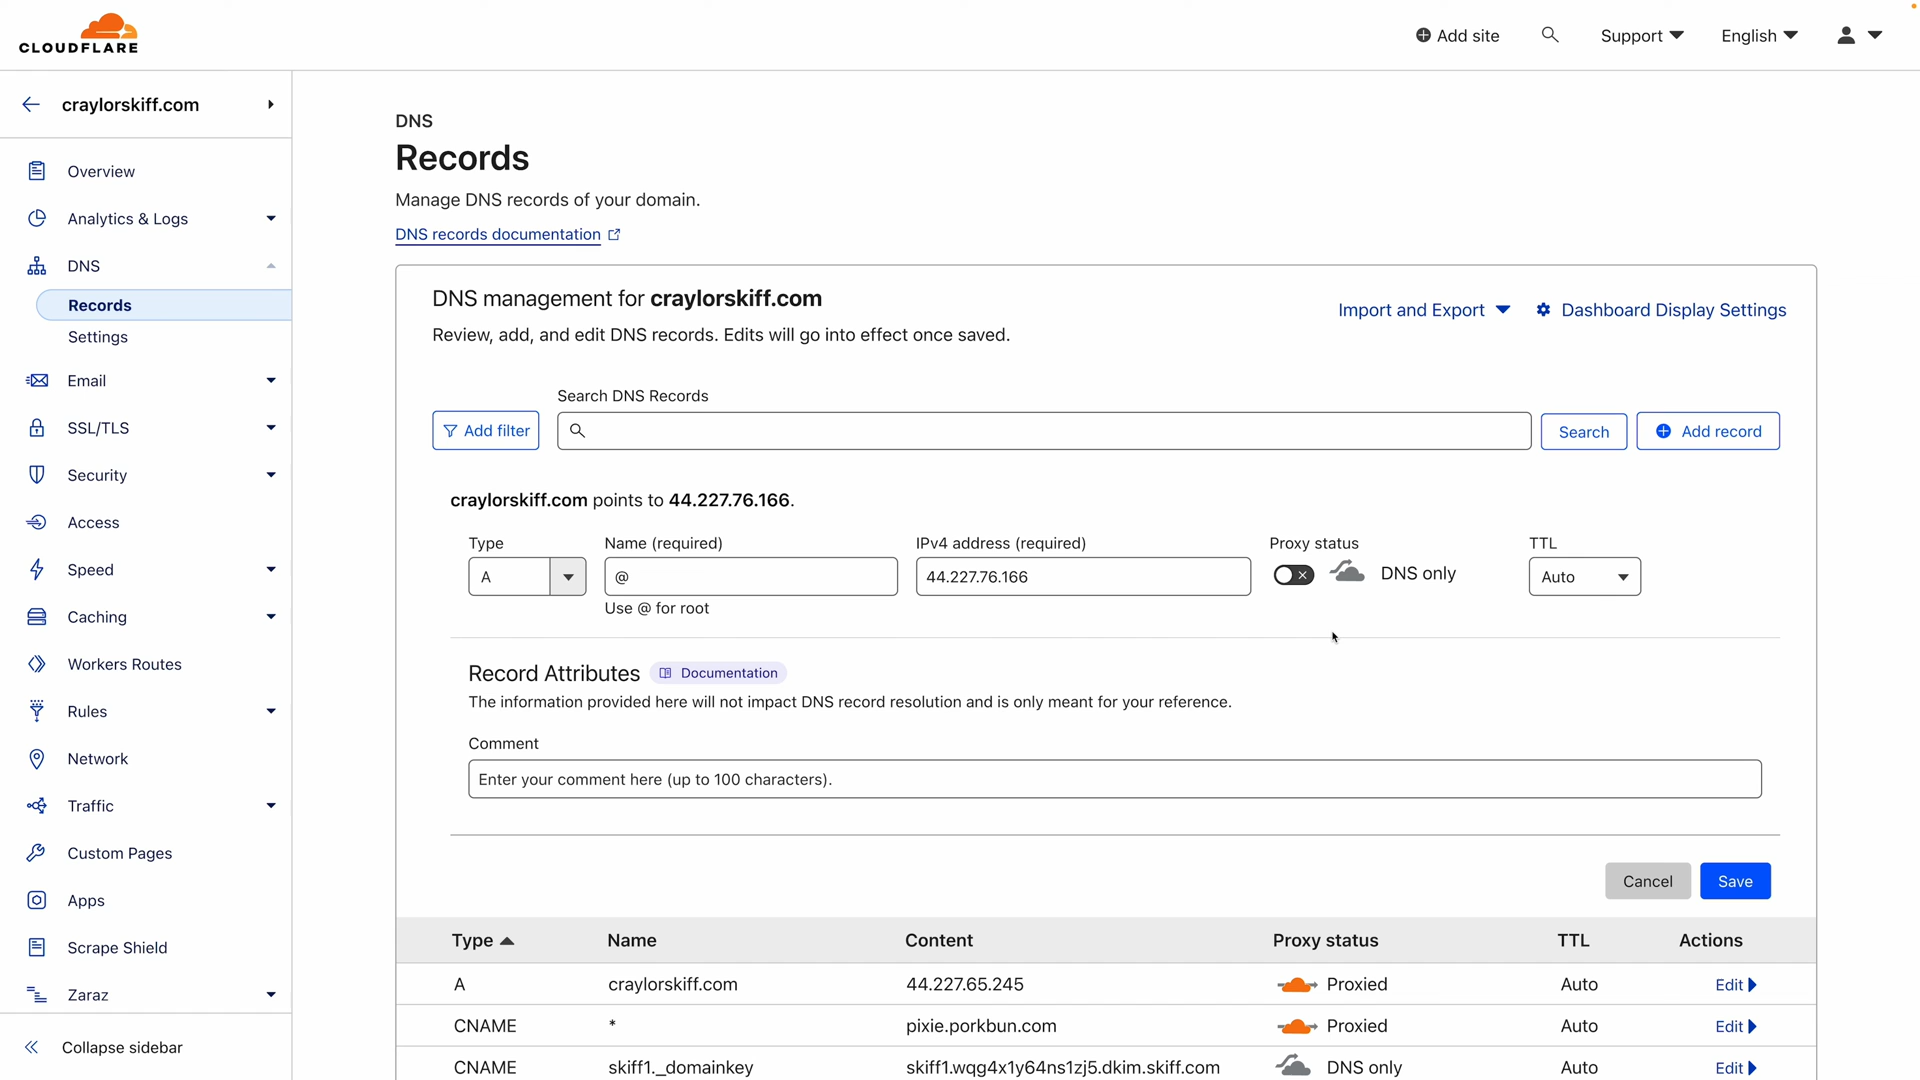 CLOUDFLARE
Add site
Support
English
craylorskiff.com
Overview
Analytics & Logs
DNS
Records
Settings
Email
SSL/TLS
Security
Access
Speed
Caching
Workers Routes
Rules
Network
Traffic
Custom Pages
Apps
Scrape Shield
Zaraz
Collapse sidebar
DNS
Records
Manage DNS records of your domain.
DNS records documentation
DNS management for craylorskiff.com
Import and Export
Dashboard Display Settings
Review, add, and edit DNS records. Edits will go into effect once saved.
Search DNS Records
Add filter
Search
Add record
craylorskiff.com points to 44.227.76.166.
Type
Name (required)
IPv4 address (required)
Proxy status
TTL
A
@
44.227.76.166
DNS only
Auto
Use @ for root
Record Attributes
Documentation
The information provided here will not impact DNS record resolution and is only meant for your reference.
Comment
Enter your comment here (up to 100 characters).
Cancel
Save
Type Name Content Proxy status TTL Actions
A craylorskiff.com 44.227.65.245 Proxied Auto Edit
CNAME * pixie.porkbun.com Proxied Auto Edit
CNAME skiff1._domainkey skiff1.wqg4x1y64ns1zj5.dkim.skiff.com DNS only Auto Edit